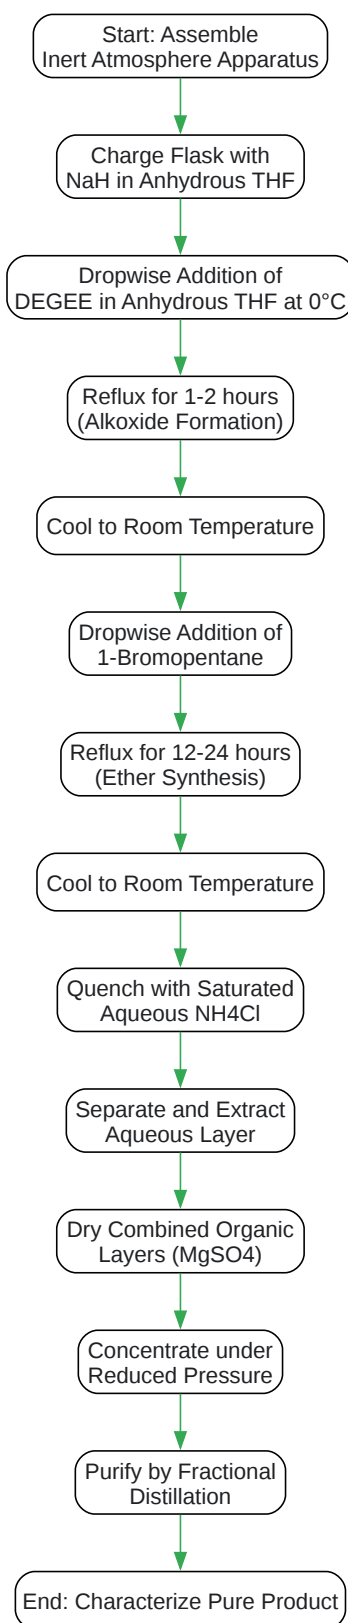 Start: Assemble
Inert Atmosphere Apparatus
Charge Flask with
NaH in Anhydrous THF
Dropwise Addition of
DEGEE in Anhydrous THF at 0°C
Reflux for 1-2 hours
(Alkoxide Formation)
Cool to Room Temperature
Dropwise Addition of
1-Bromopentane
Reflux for 12-24 hours
(Ether Synthesis)
Cool to Room Temperature
Quench with Saturated
Aqueous NH4Cl
Separate and Extract
Aqueous Layer
Dry Combined Organic
Layers (MgSO4)
Concentrate under
Reduced Pressure
Purify by Fractional
Distillation
End: Characterize Pure Product